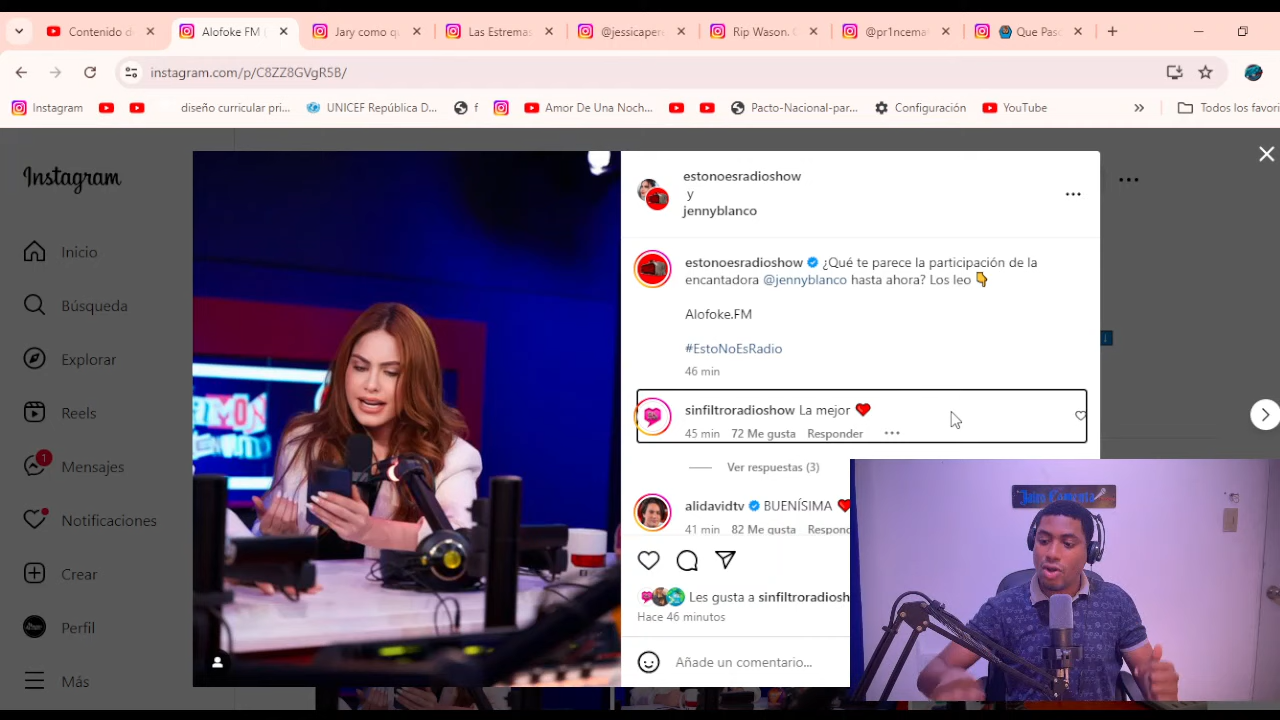 Contenido d
Alofoke FM (
Jary como q
Las Estremas
@jessicaper
Rip Wason. (
@pr1ncema
Que Paso
instagram.com/p/C8ZZ8GVgR5B/
Instagram
diseño curricular pri...
UNICEF República D...
f
Amor De Una Noch...
Pacto-Nacional-par...
Configuración
YouTube
»
Todos los favori
Instagram
Inicio
Búsqueda
Explorar
Reels
1
Mensajes
Notificaciones
Crear
Perfil
Más
estonoesradioshow
y
jennyblanco
estonoesradioshow ¿Qué te parece la participación de la
encantadora @jennyblanco hasta ahora? Los leo
Alofoke.FM
#EstoNoEsRadio
46 min
sinfiltroradioshow La mejor
45 min 72 Me gusta Responder
Ver respuestas (3)
alidavidtv BUENÍSIMA
41 min 82 Me gusta Respond
Les gusta a sinfiltroradiosh
Hace 46 minutos
Añade un comentario...